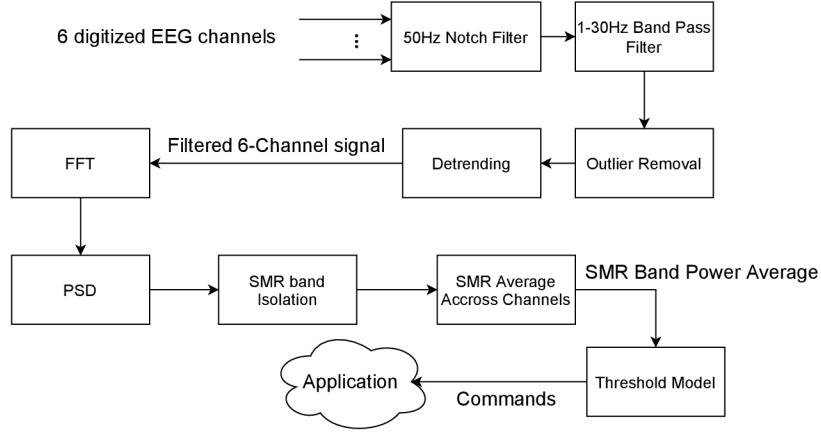 6 digitized EEG channels
50Hz Notch Filter
1-30Hz Band Pass
Filter
FFT
Filtered 6-Channel signal
Detrending
Outlier Removal
PSD
SMR band
Isolation
SMR Average
Accross Channels
SMR Band Power Average
Application
Commands
Threshold Model